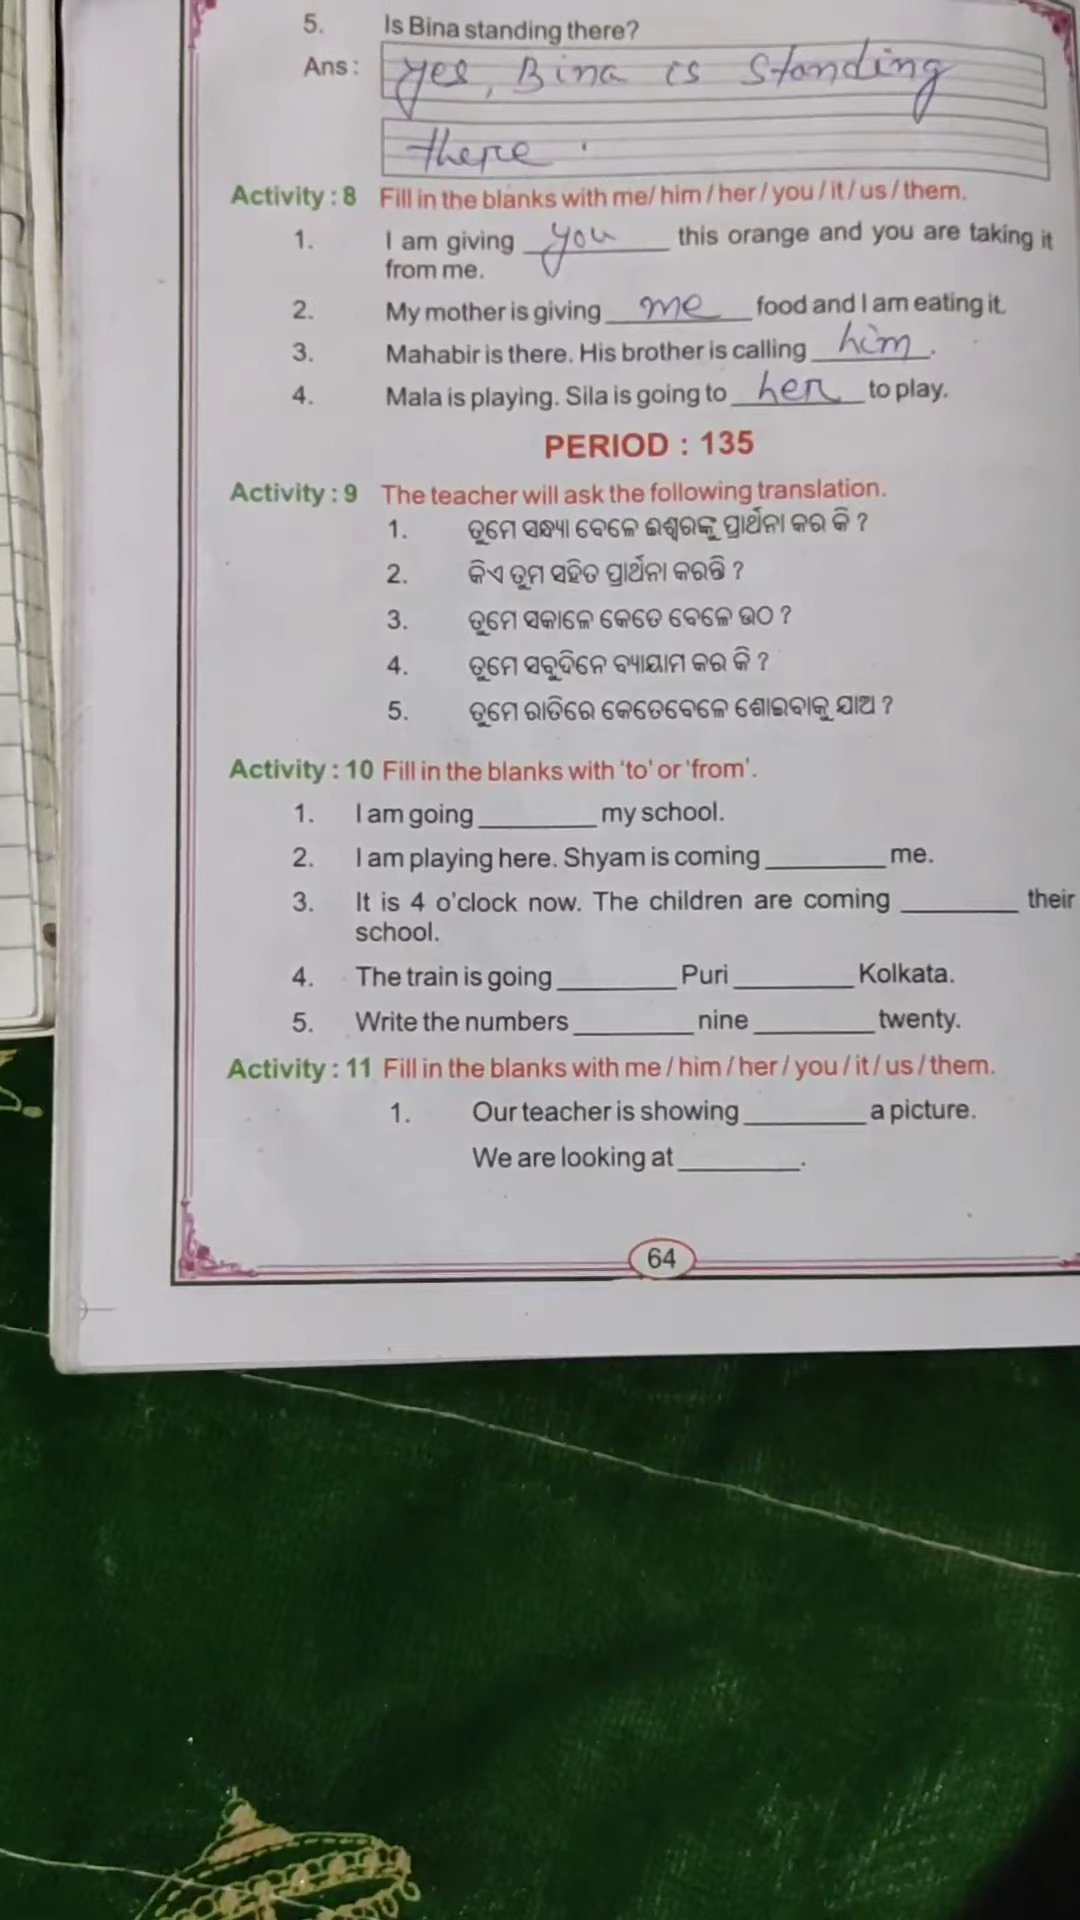 5. Is Bina standing there?
Ans: Yes, Bina is standing
there.
Activity : 8 Fill in the blanks with me/ him / her / you / it / us / them.
1. I am giving you this orange and you are taking it
from me.
2. My mother is giving me food and I am eating it.
3. Mahabir is there. His brother is calling him.
4. Mala is playing. Sila is going to her to play.
PERIOD : 135
Activity : 9 The teacher will ask the following translation.
1. ତୁମେ ସନ୍ଧ୍ୟା ବେଳେ ଈଶ୍ୱରଙ୍କୁ ପ୍ରାର୍ଥନା କର କି ?
2. କିଏ ତୁମ ସହିତ ପ୍ରାର୍ଥନା କରନ୍ତି ?
3. ତୁମେ ସକାଳେ କେତେ ବେଳେ ଉଠ ?
4. ତୁମେ ସବୁଦିନେ ବ୍ୟାୟାମ କର କି ?
5. ତୁମେ ରାତିରେ କେତେବେଳେ ଶୋଇବାକୁ ଯାଅ ?
Activity : 10 Fill in the blanks with 'to' or 'from'.
1. I am going ________ my school.
2. I am playing here. Shyam is coming ________ me.
3. It is 4 o'clock now. The children are coming ________ their
school.
4. The train is going ________ Puri ________ Kolkata.
5. Write the numbers ________ nine ________ twenty.
Activity : 11 Fill in the blanks with me / him / her / you / it / us / them.
1. Our teacher is showing ________ a picture.
We are looking at ________.
64